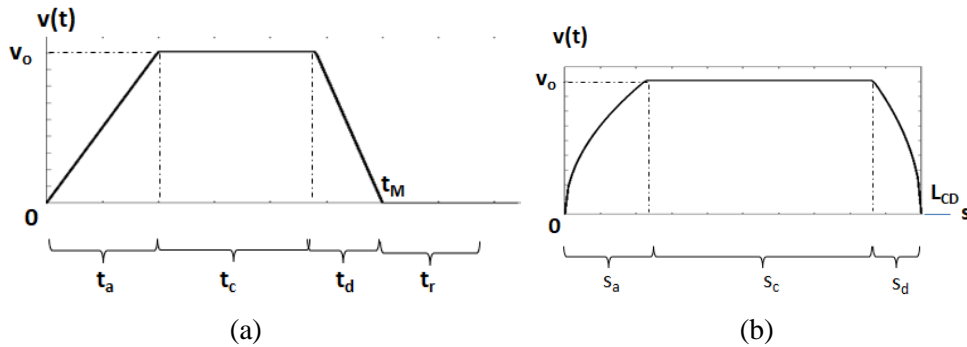 v(t)
v₀
0
t_M
t_a
t_c
t_d
t_r
(a)
v(t)
v₀
0
L_CD
s
s_a
s_c
s_d
(b)